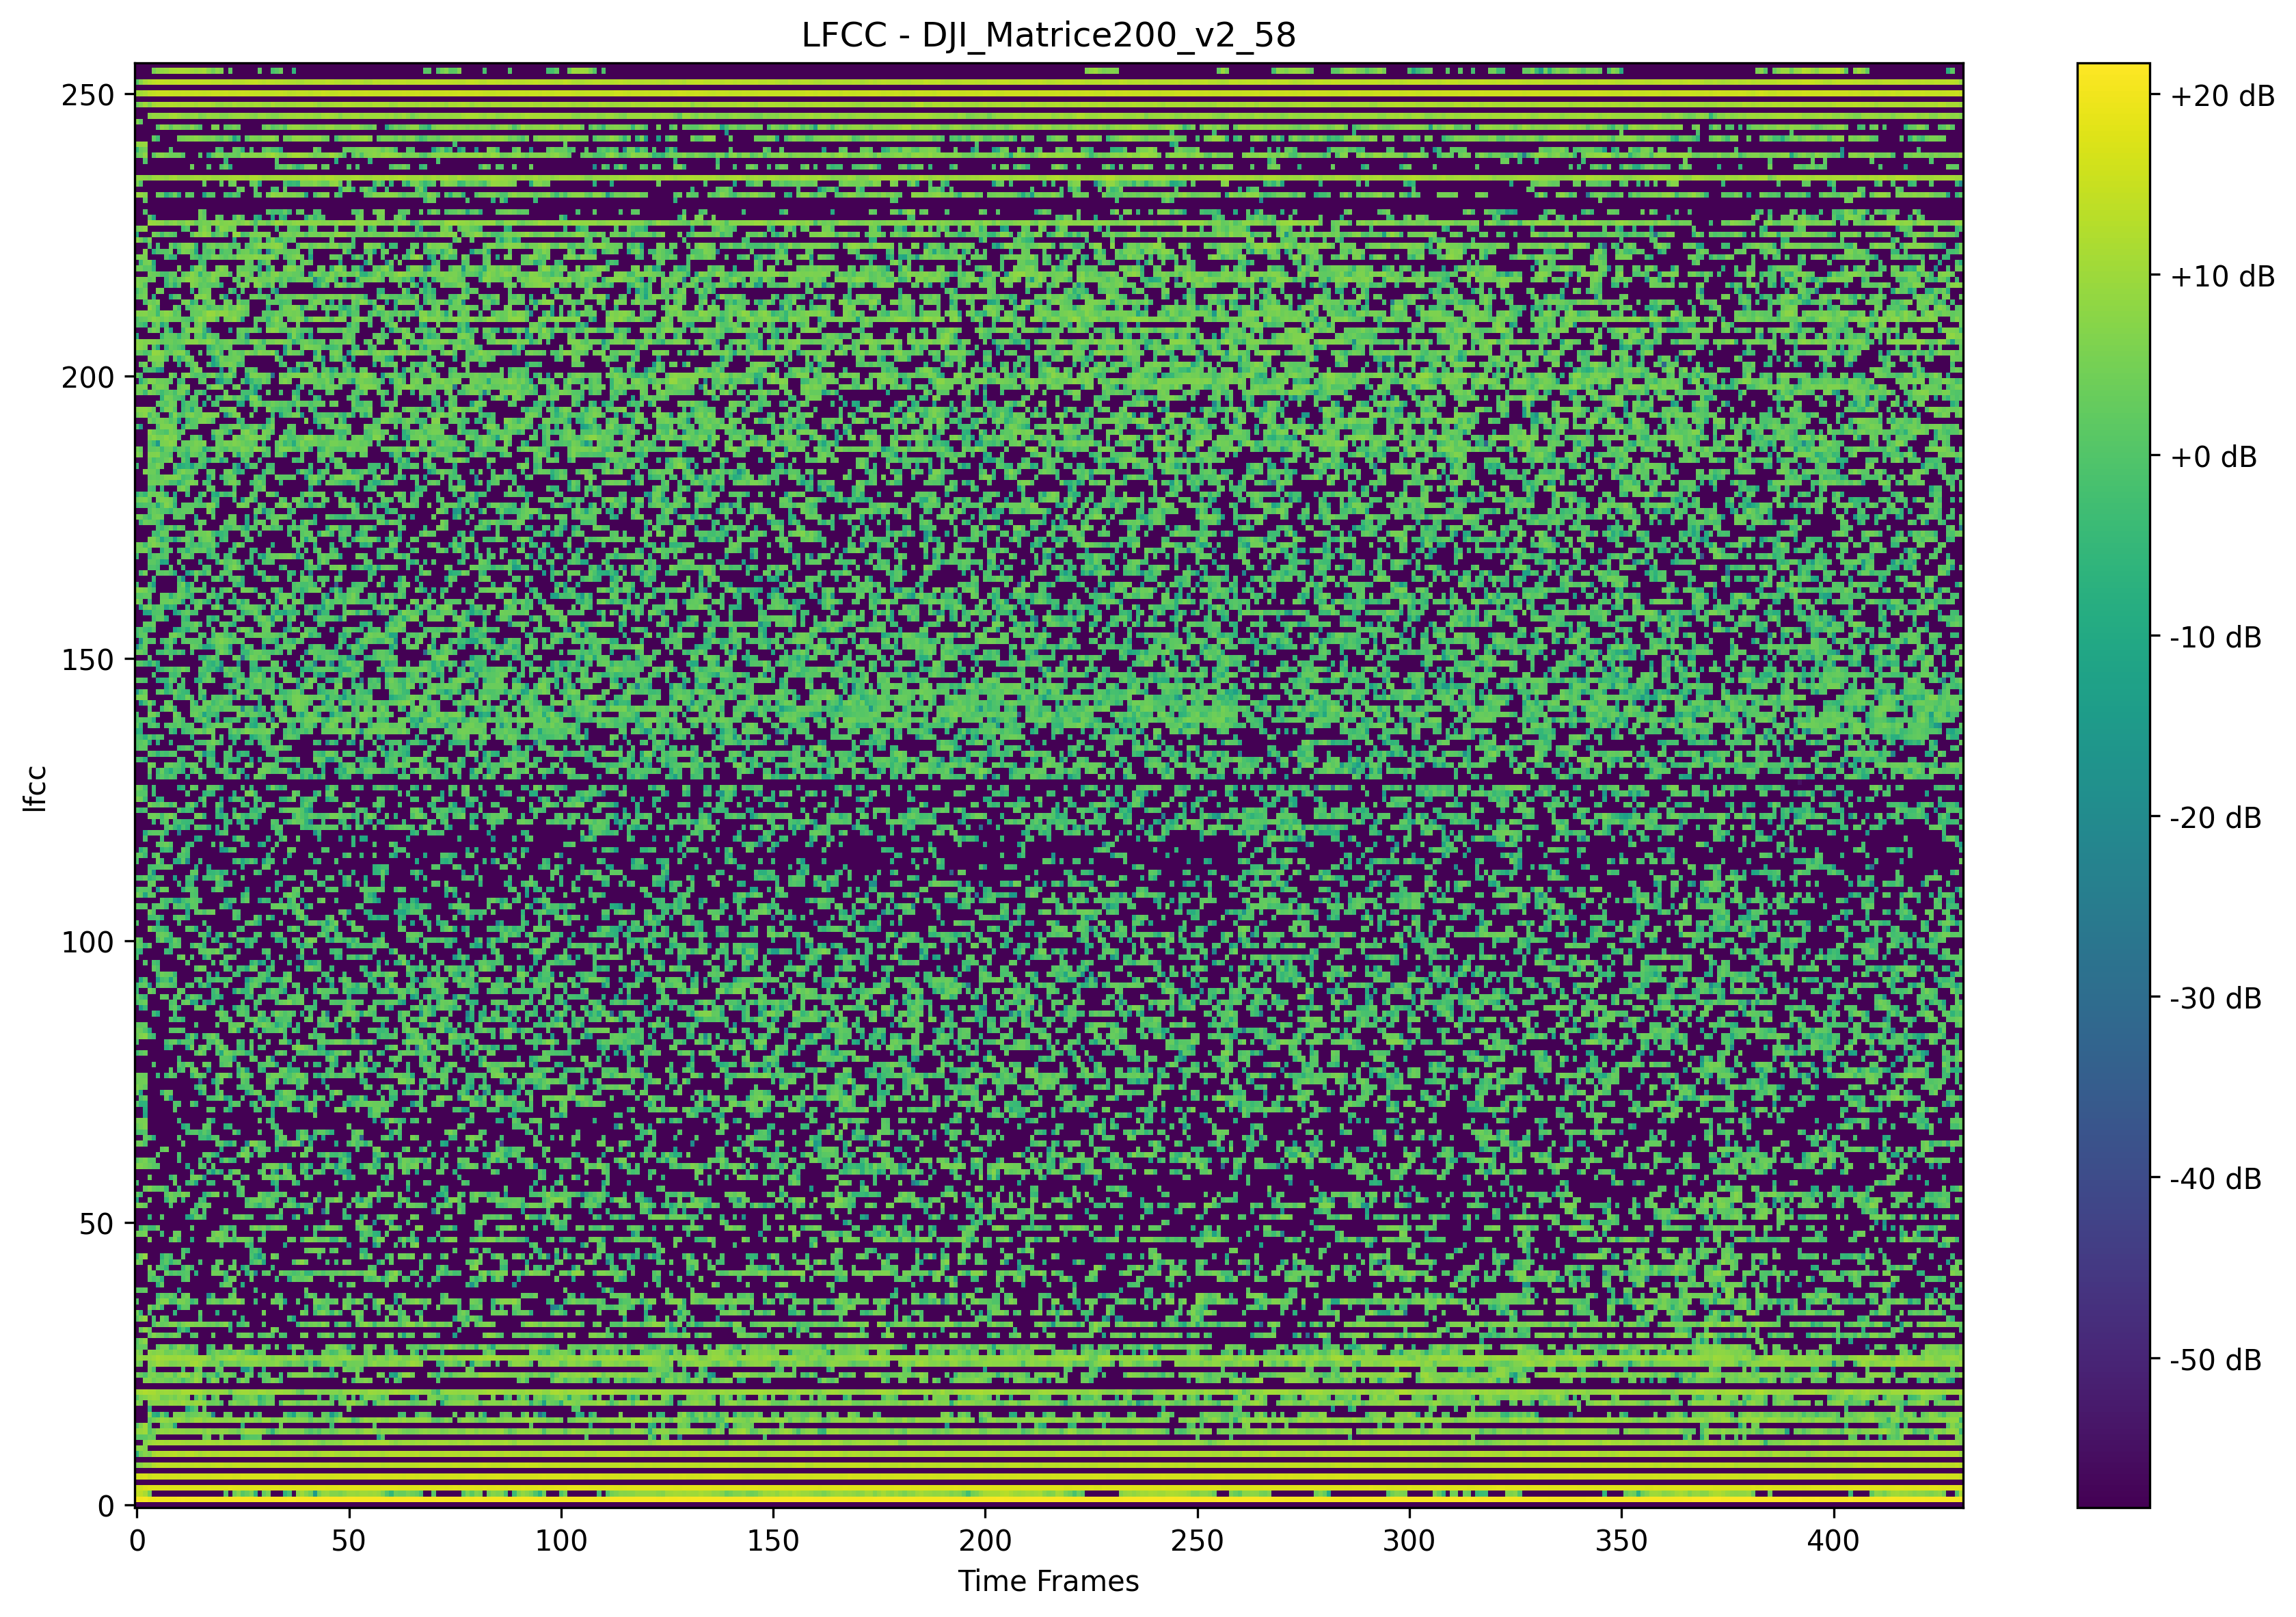 LFCC - DJI_Matrice200_v2_58
250
200
150
100
50
0
lfcc
0 50 100 150 200 250 300 350 400
Time Frames
+20 dB
+10 dB
+0 dB
-10 dB
-20 dB
-30 dB
-40 dB
-50 dB